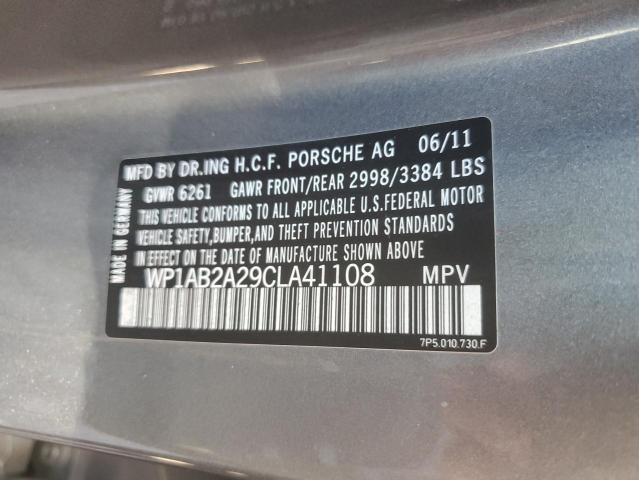 MFD BY DR.ING H.C.F. PORSCHE AG 06/11
GVWR 6261 GAWR FRONT/REAR 2998/3384 LBS
THIS VEHICLE CONFORMS TO ALL APPLICABLE U.S.FEDERAL MOTOR
VEHICLE SAFETY,BUMPER,AND THEFT PREVENTION STANDARDS
IN EFFECT ON THE DATE OF MANUFACTURE SHOWN ABOVE.
WP1AB2A29CLA41108 MPV
MADE IN GERMANY
7P5.010.730.F